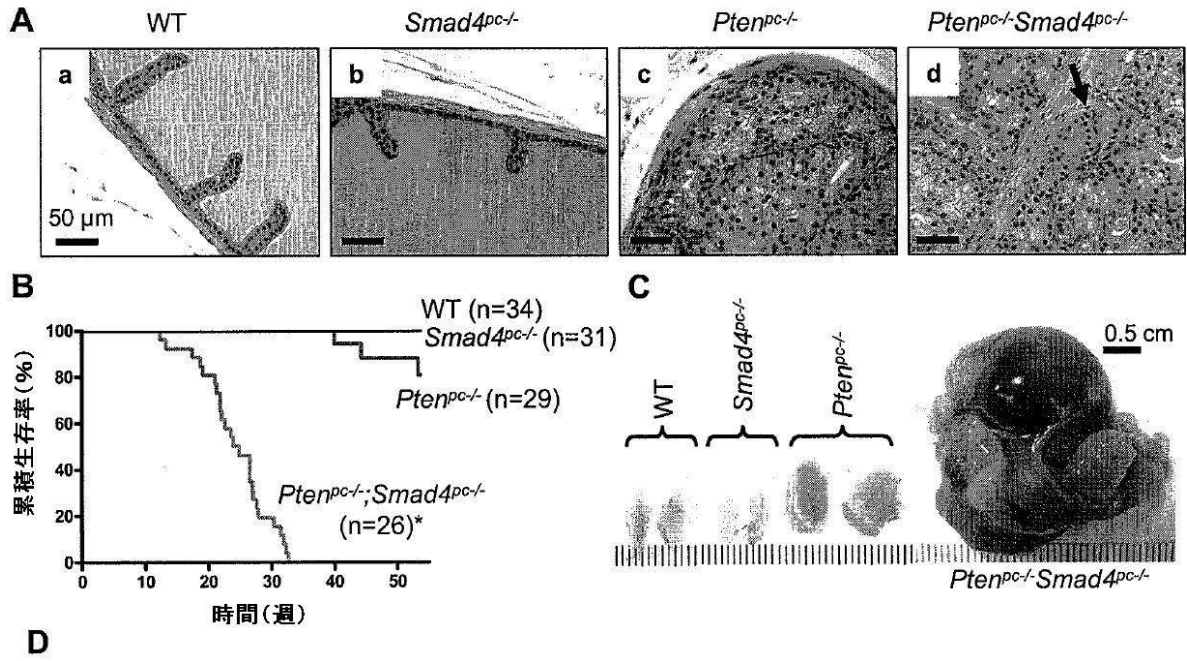 A
WT
Smad4pc-/-
Ptenpc-/-
Ptenpc-/-Smad4pc-/-
a
b
c
d
50 µm
B
累積生存率(%)
100
80
60
40
20
0
0 10 20 30 40 50
時間(週)
WT (n=34)
Smad4pc-/- (n=31)
Ptenpc-/- (n=29)
Ptenpc-/-;Smad4pc-/-
(n=26)*
C
WT
Smad4pc-/-
Ptenpc-/-
0.5 cm
Ptenpc-/-Smad4pc-/-
D